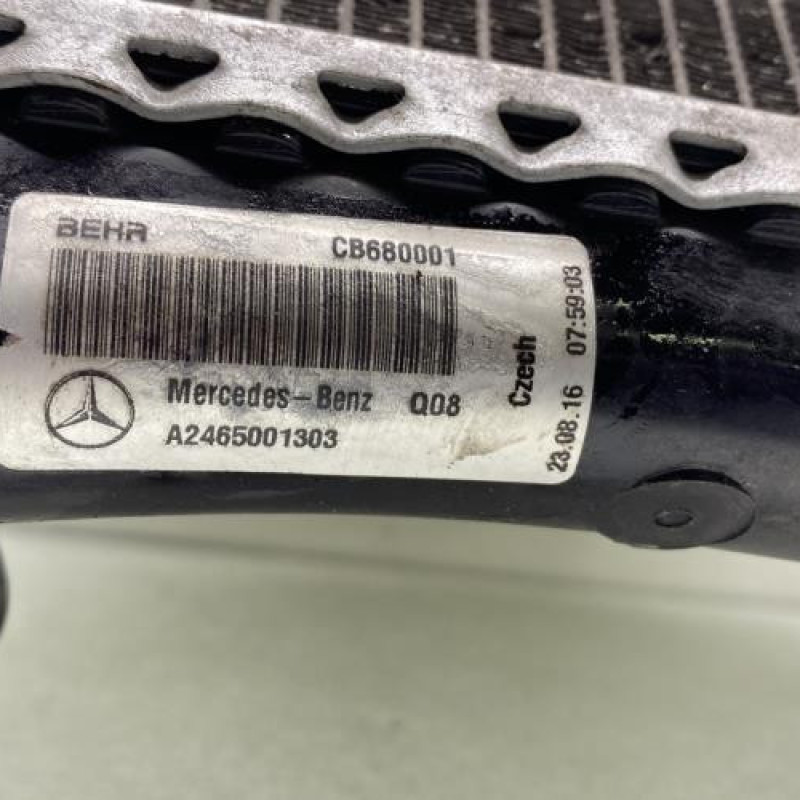 BEHR CB680001
Mercedes-Benz Q08
A2465001303
Czech
23.08.16 07:59:03